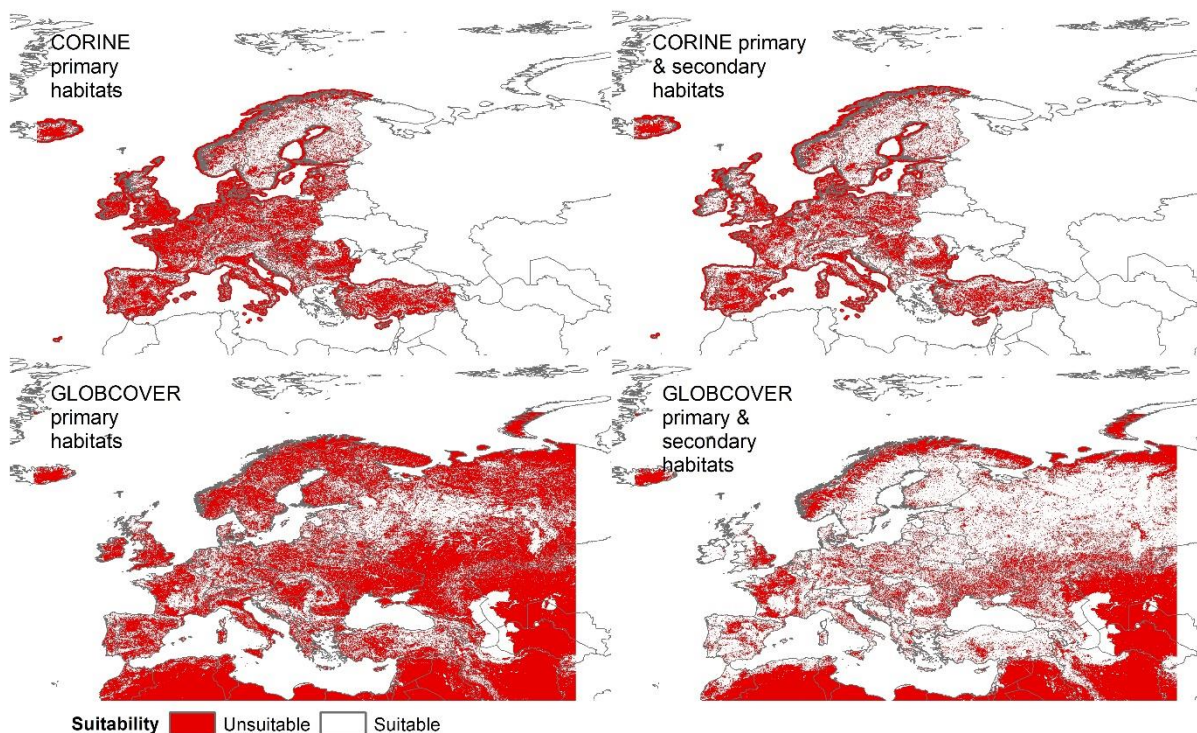 CORINE
primary
habitats
CORINE primary
& secondary
habitats
GLOBCOVER
primary
habitats
GLOBCOVER
primary &
secondary
habitats
Suitability Unsuitable Suitable